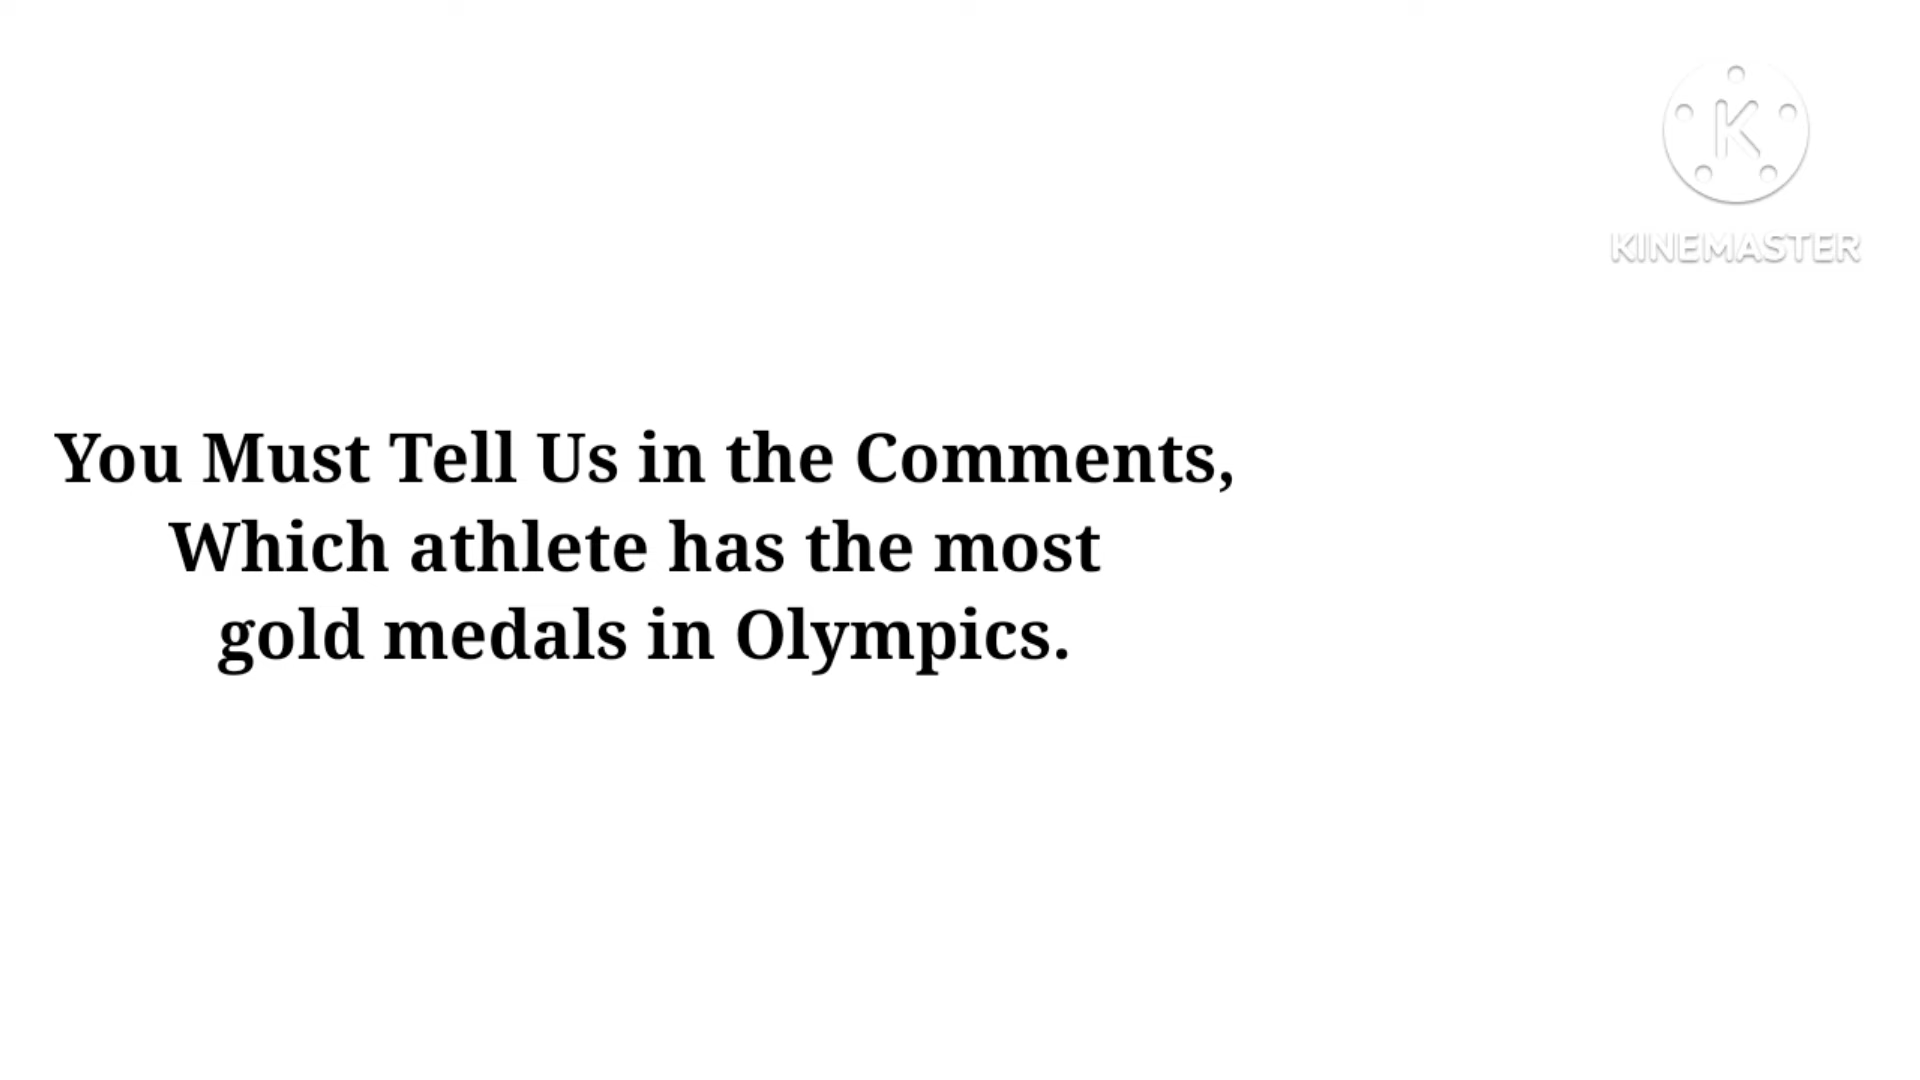 KINEMASTER
You Must Tell Us in the Comments,
Which athlete has the most
gold medals in Olympics.